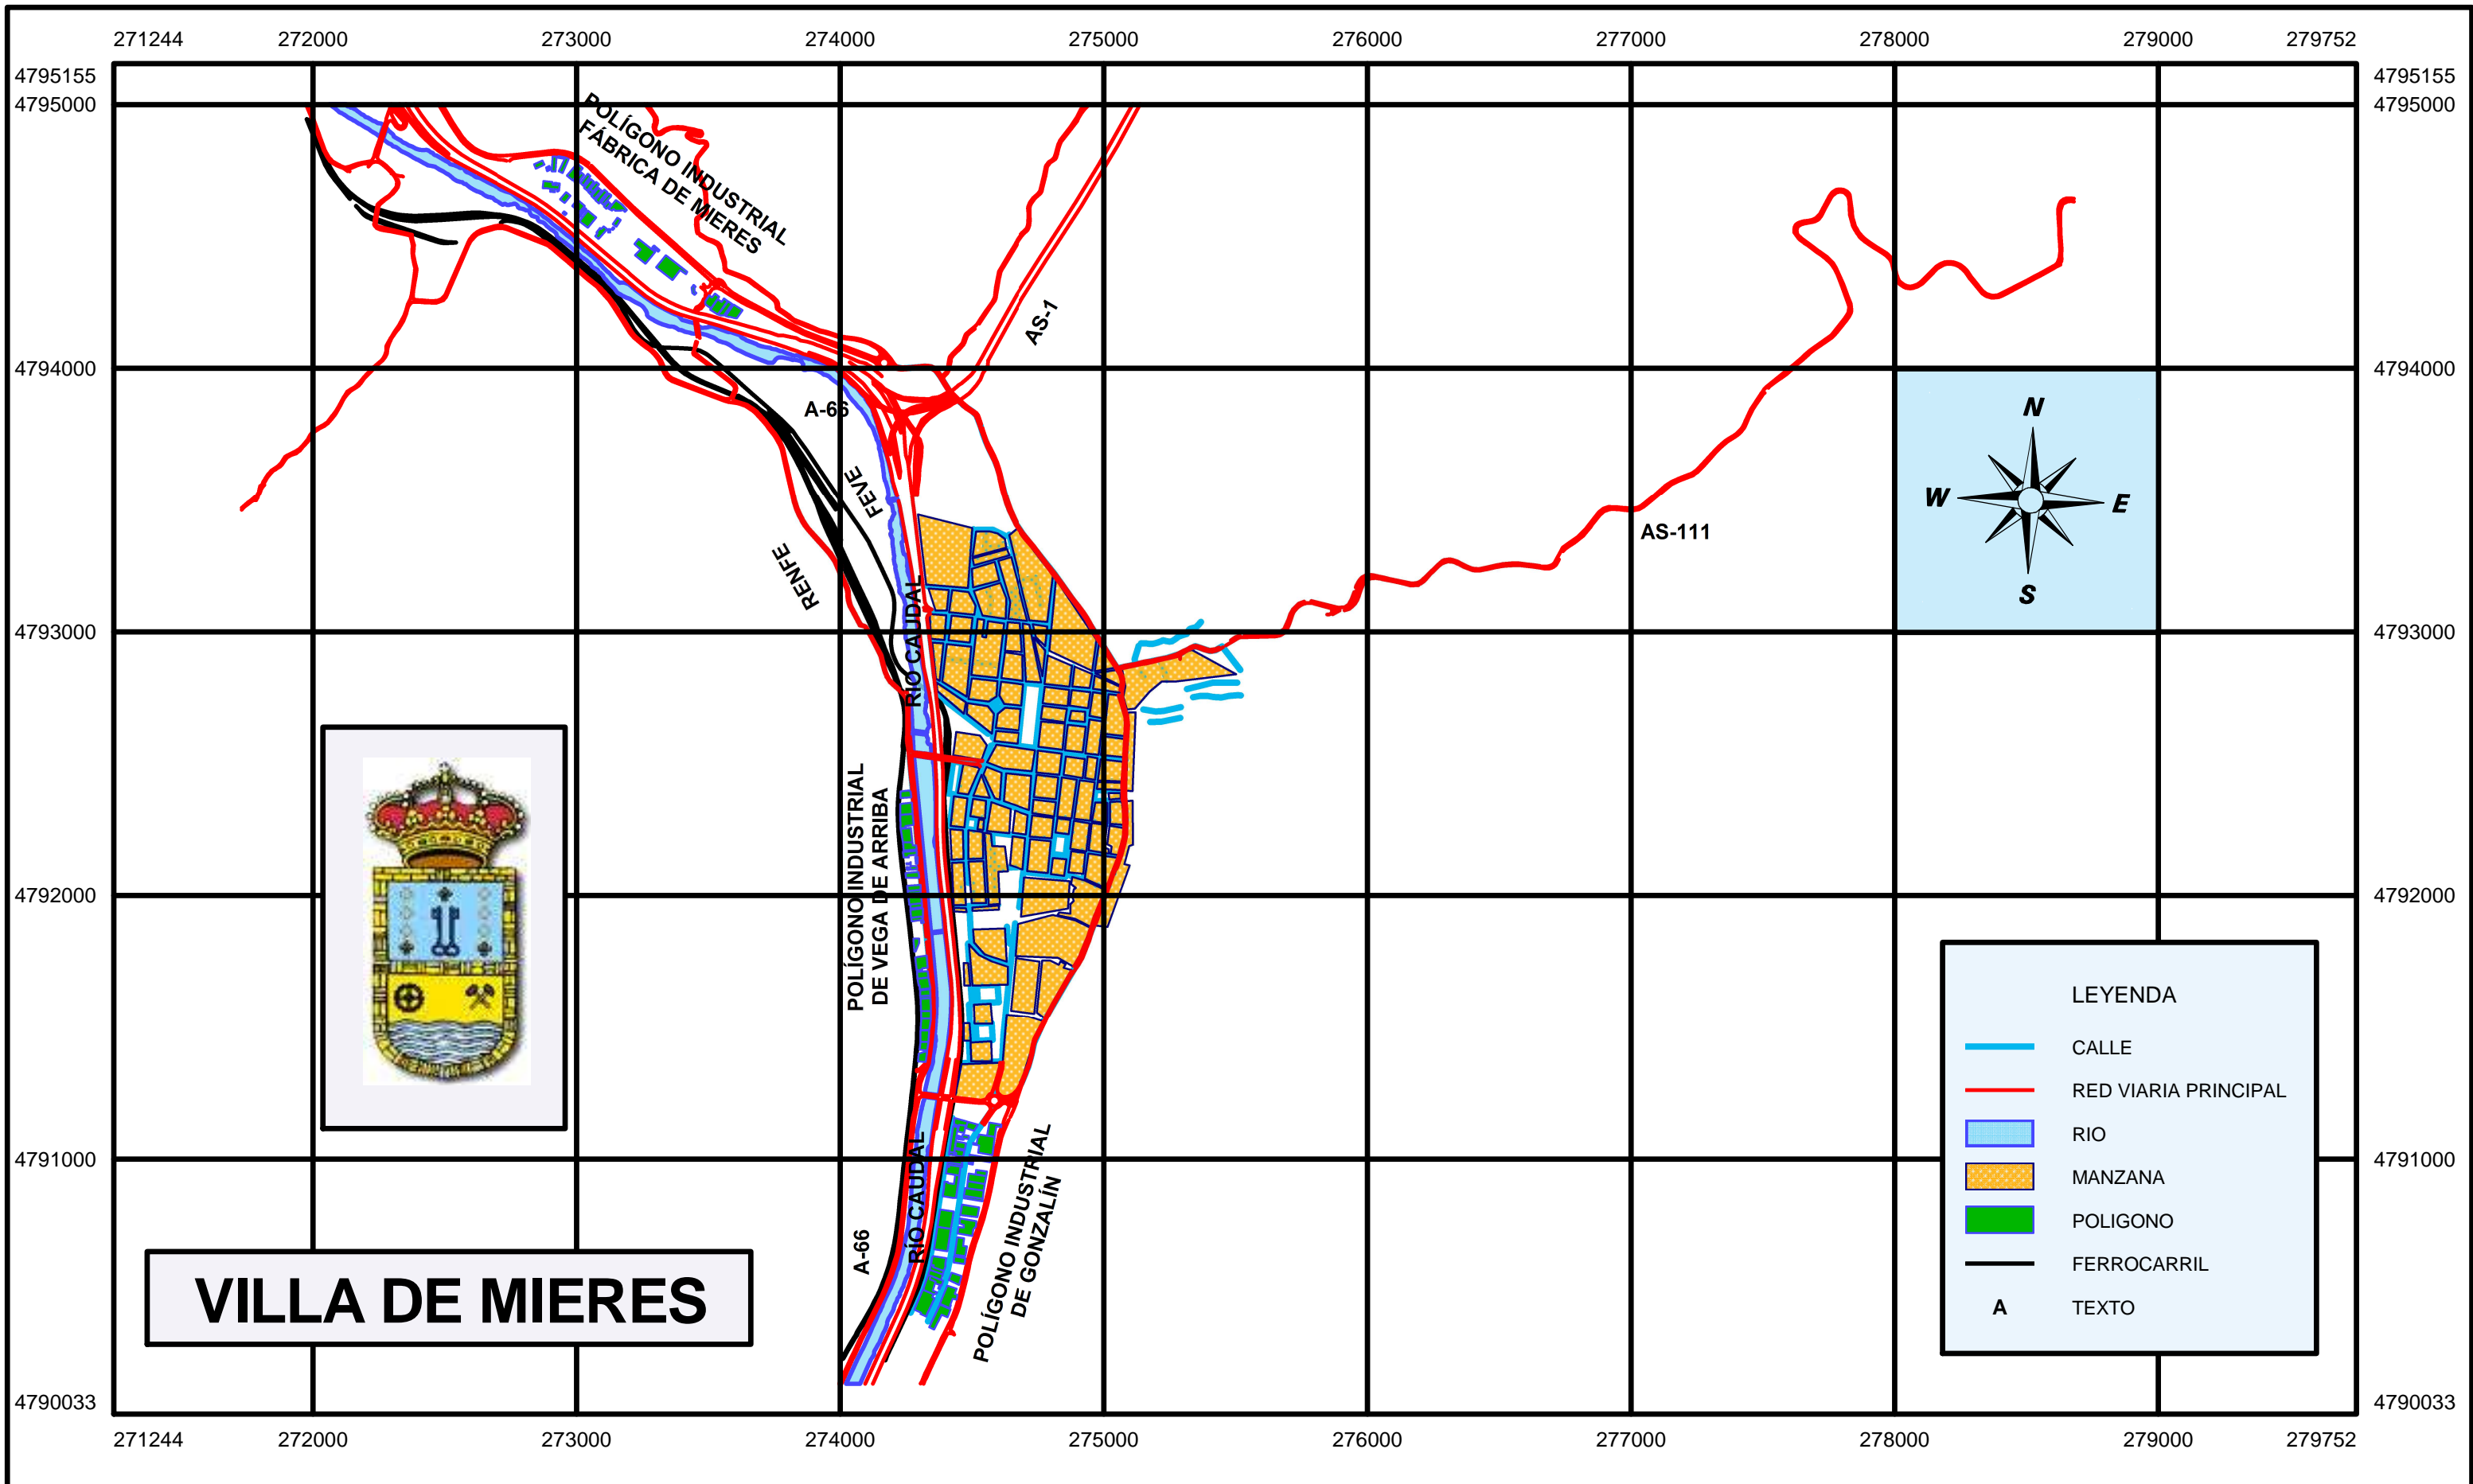 271244 272000 273000 274000 275000 276000 277000 278000 279000 279752
4795155 4795155
4795000 4795000
POLÍGONO INDUSTRIAL
FÁBRICA DE MIERES
AS-1
4794000 4794000
A-66
N
W E
S
FEVE
RENFE
AS-111
RÍO CAUDAL
4793000 4793000
POLÍGONO INDUSTRIAL
DE VEGA DE ARRIBA
4792000 4792000
LEYENDA
CALLE
RED VIARIA PRINCIPAL
RIO
MANZANA
POLIGONO
FERROCARRIL
A TEXTO
4791000 4791000
RÍO CAUDAL
A-66
POLÍGONO INDUSTRIAL
DE GONZALÍN
VILLA DE MIERES
4790033 4790033
271244 272000 273000 274000 275000 276000 277000 278000 279000 279752